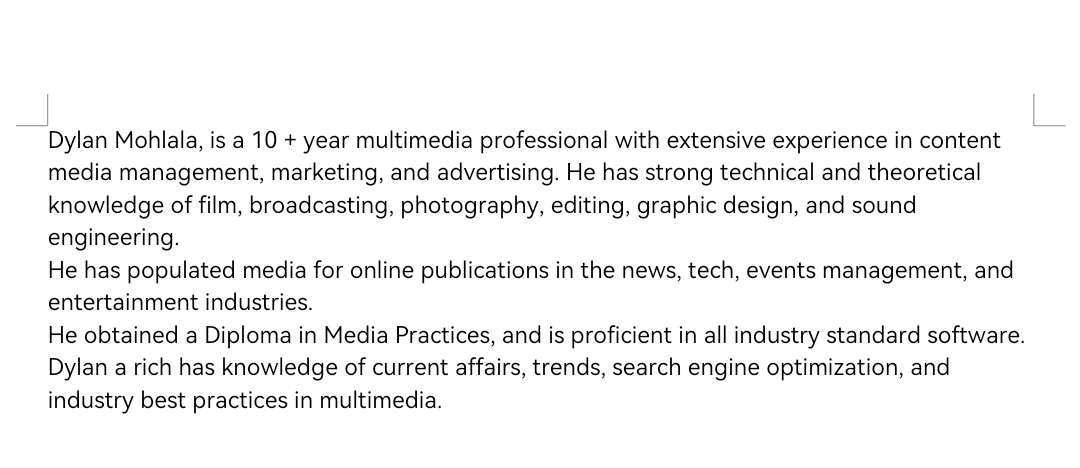 Dylan Mohlala, is a 10 + year multimedia professional with extensive experience in content
media management, marketing, and advertising. He has strong technical and theoretical
knowledge of film, broadcasting, photography, editing, graphic design, and sound
engineering.
He has populated media for online publications in the news, tech, events management, and
entertainment industries.
He obtained a Diploma in Media Practices, and is proficient in all industry standard software.
Dylan a rich has knowledge of current affairs, trends, search engine optimization, and
industry best practices in multimedia.